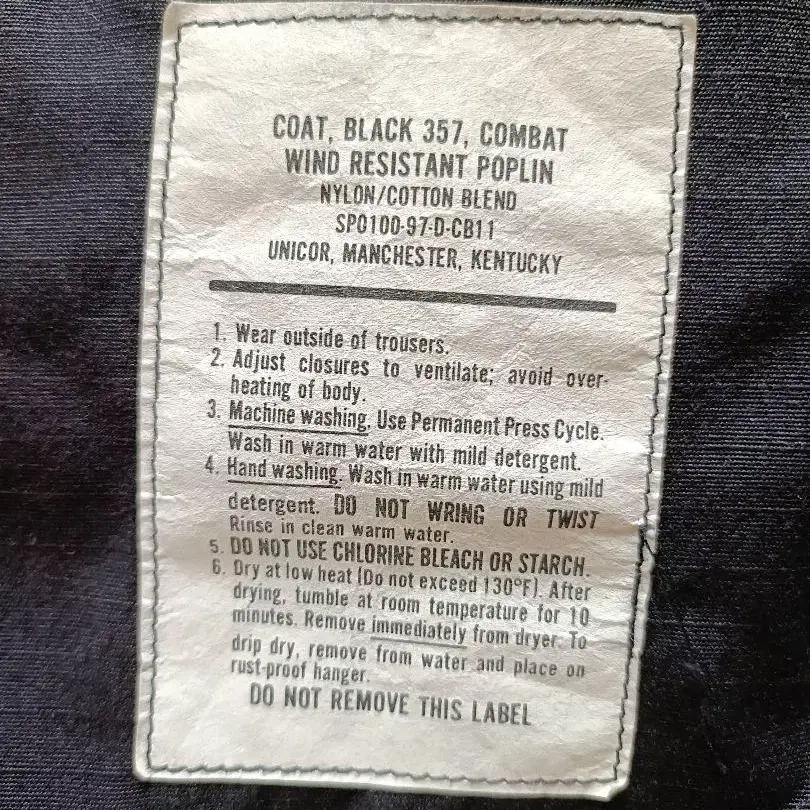 COAT, BLACK 357, COMBAT
WIND RESISTANT POPLIN
NYLON/COTTON BLEND
SPO100-97-D-CB11
UNICOR, MANCHESTER, KENTUCKY
1. Wear outside of trousers.
2. Adjust closures to ventilate; avoid over-
heating of body.
3. Machine washing. Use Permanent Press Cycle.
Wash in warm water with mild detergent.
4. Hand washing. Wash in warm water using mild
detergent. DO NOT WRING OR TWIST
Rinse in clean warm water.
5. DO NOT USE CHLORINE BLEACH OR STARCH.
6. Dry at low heat (Do not exceed 130°F). After
drying, tumble at room temperature for 10
minutes. Remove immediately from dryer. To
drip dry, remove from water and place on
rust-proof hanger.
DO NOT REMOVE THIS LABEL